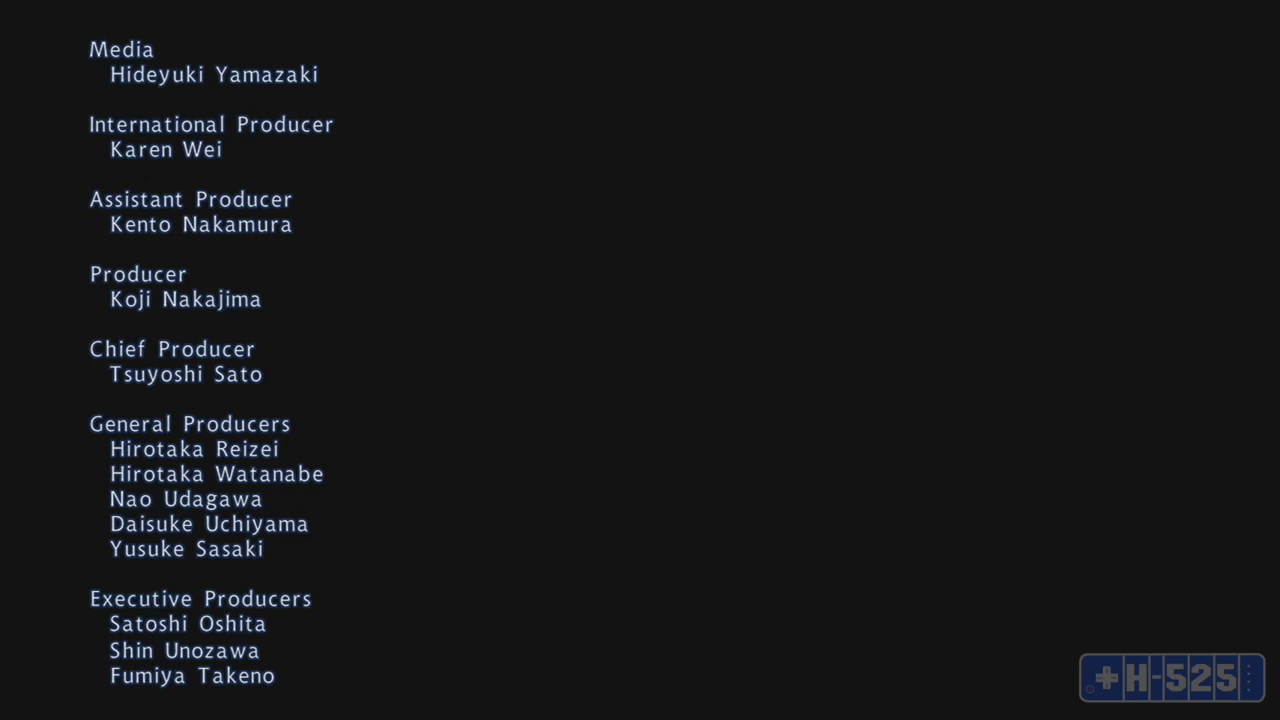 Media
Hideyuki Yamazaki
International Producer
Karen Wei
Assistant Producer
Kento Nakamura
Producer
Koji Nakajima
Chief Producer
Tsuyoshi Sato
General Producers
Hirotaka Reizei
Hirotaka Watanabe
Nao Udagawa
Daisuke Uchiyama
Yusuke Sasaki
Executive Producers
Satoshi Oshita
Shin Unozawa
Fumiya Takeno
H-525